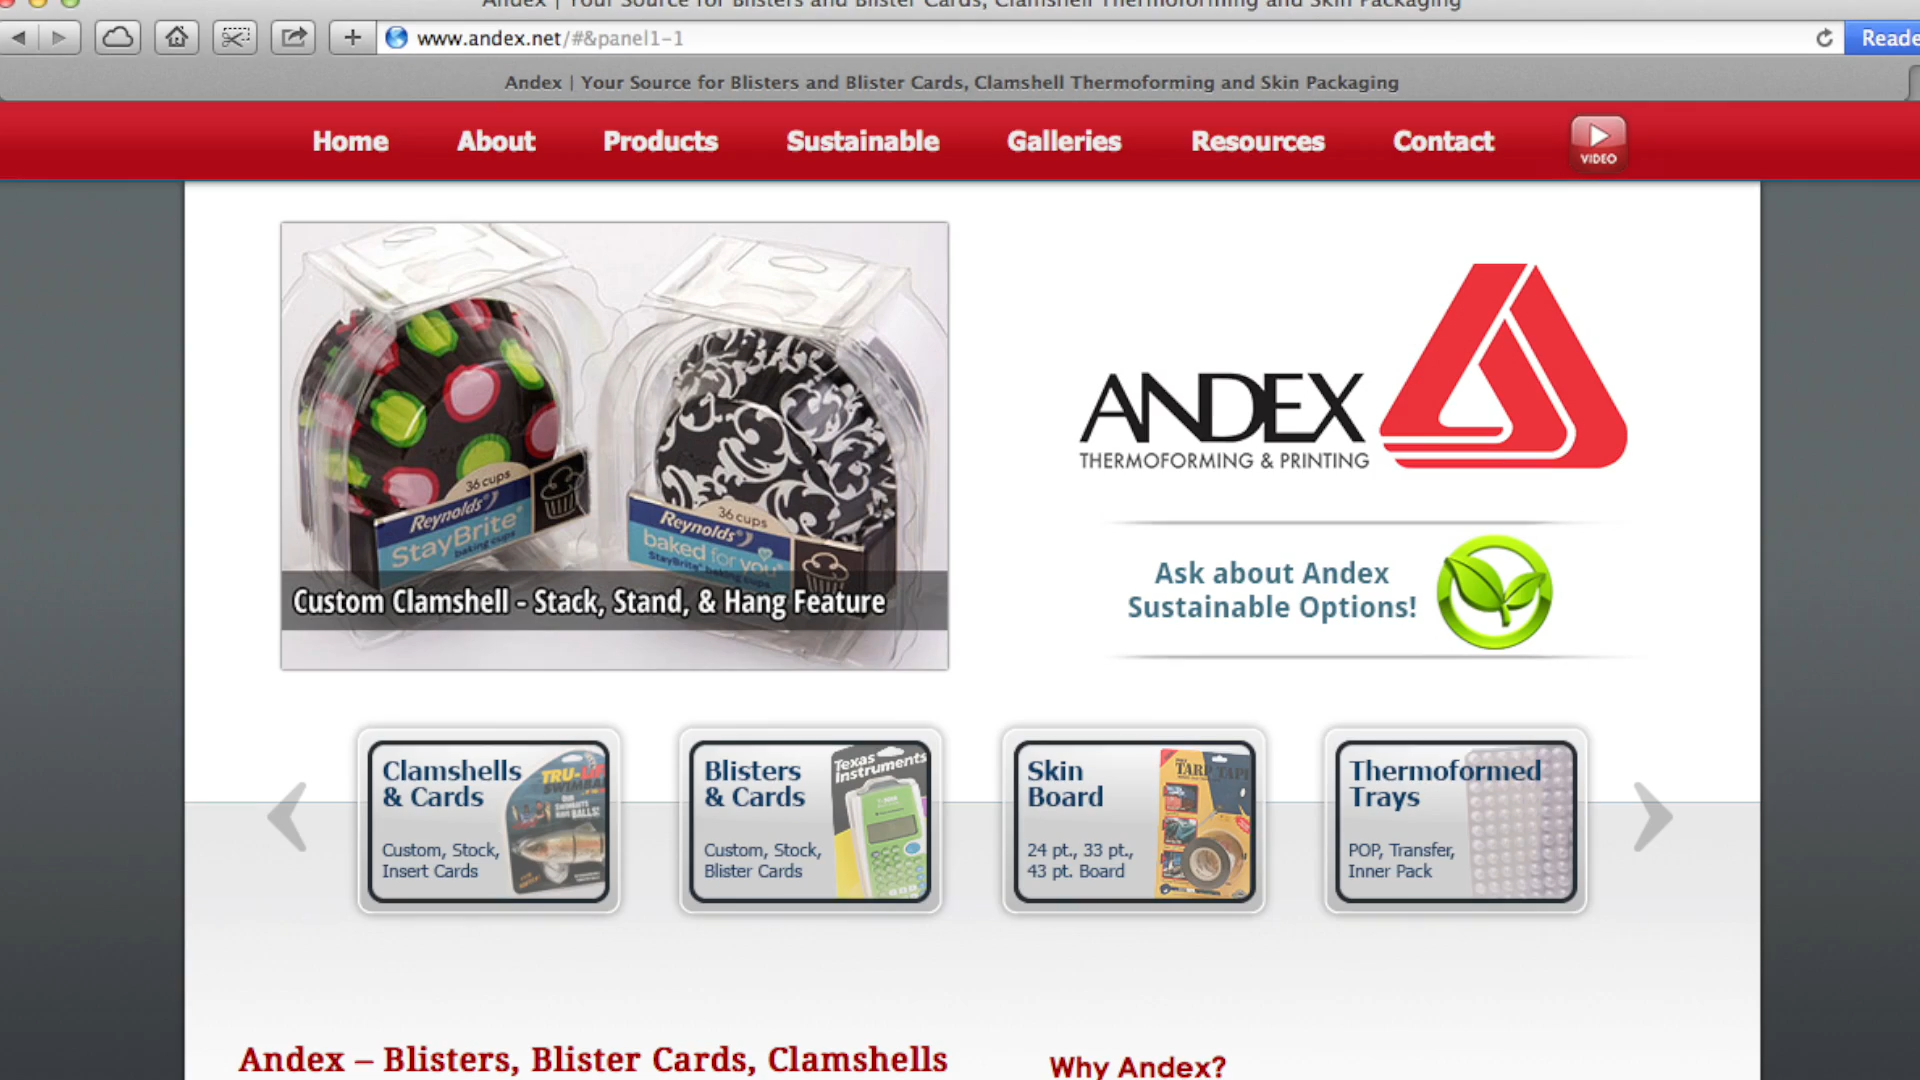 Andex | Your Source for Blisters and Blister Cards, Clamshell Thermoforming and Skin Packaging
www.andex.net/#&panel1-1
Reade
Andex | Your Source for Blisters and Blister Cards, Clamshell Thermoforming and Skin Packaging
Home About Products Sustainable Galleries Resources Contact VIDEO
36 cups
Reynolds
StayBrite
baking cups
36 cups
Reynolds
baked for you
StayBrite baking cups
Custom Clamshell - Stack, Stand, & Hang Feature
ANDEX
THERMOFORMING & PRINTING
Ask about Andex
Sustainable Options!
Clamshells
& Cards
Custom, Stock,
Insert Cards
TRU-LI
SWIMBA
BALLS!
Blisters
& Cards
Custom, Stock,
Blister Cards
Texas
Instruments
Skin
Board
24 pt., 33 pt.,
43 pt. Board
TARP TAPE
Thermoformed
Trays
POP, Transfer,
Inner Pack
Andex – Blisters, Blister Cards, Clamshells
Why Andex?